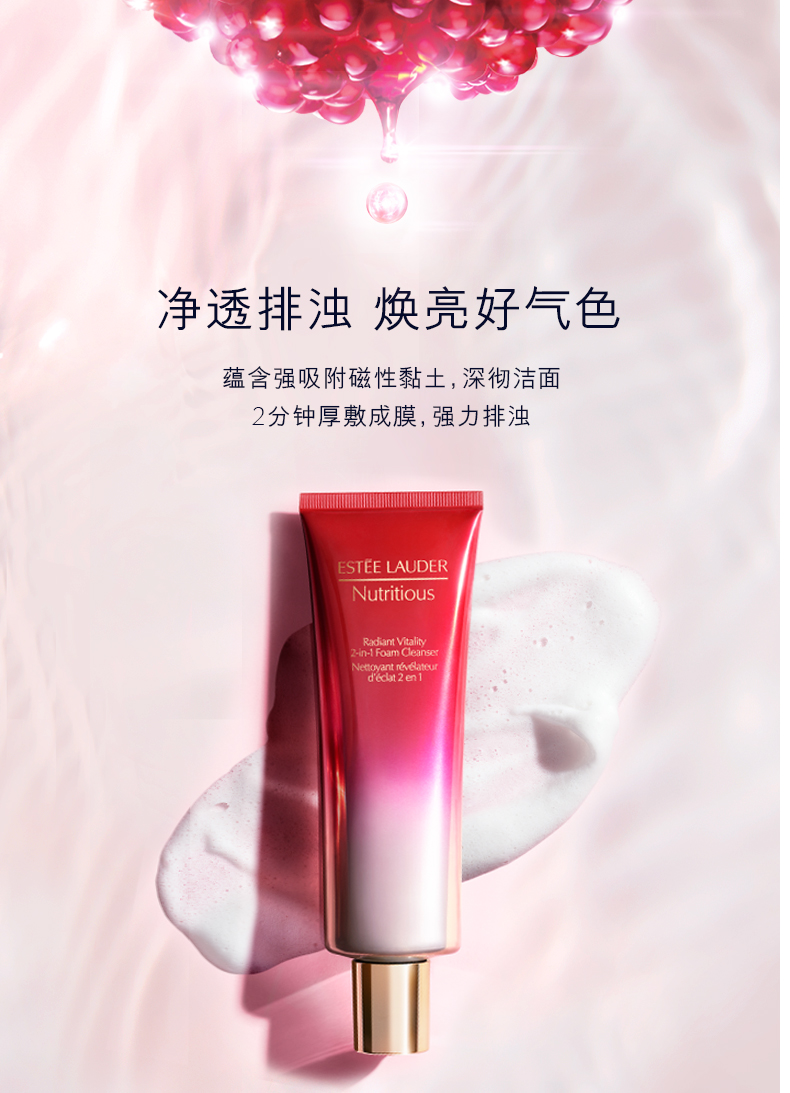 净透排浊 焕亮好气色
蕴含强吸附磁性黏土,深彻洁面
2分钟厚敷成膜,强力排浊
ESTĒE LAUDER
Nutritious
Radiant Vitality
2-in-1 Foam Cleanser
Nettoyant révélateur
d'éclat 2 en 1